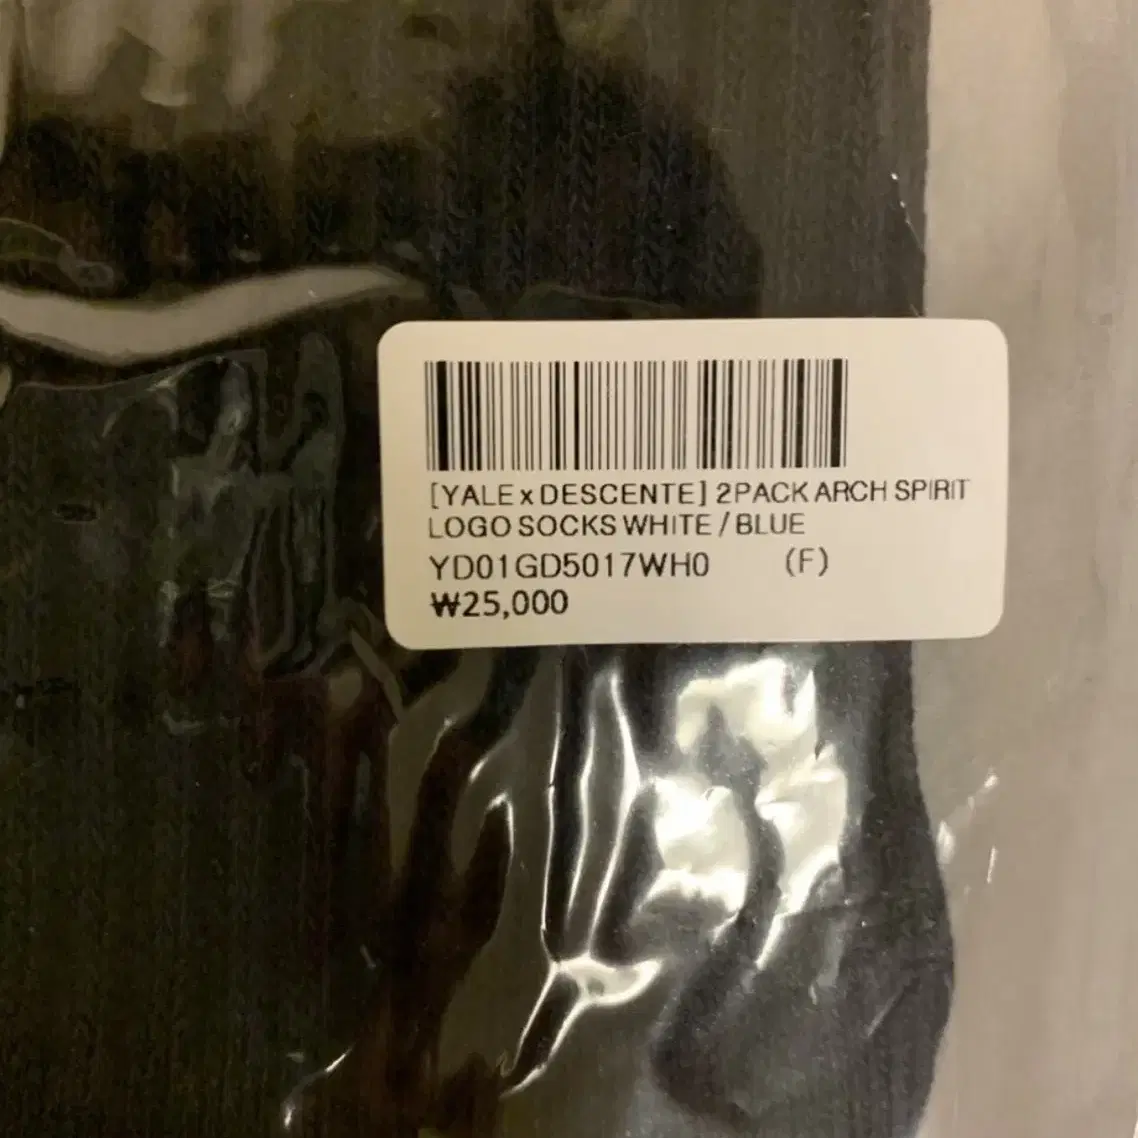 [YALE x DESCENTE] 2PACK ARCH SPIRIT
LOGO SOCKS WHITE / BLUE
YD01GD5017WH0 (F)
₩25,000